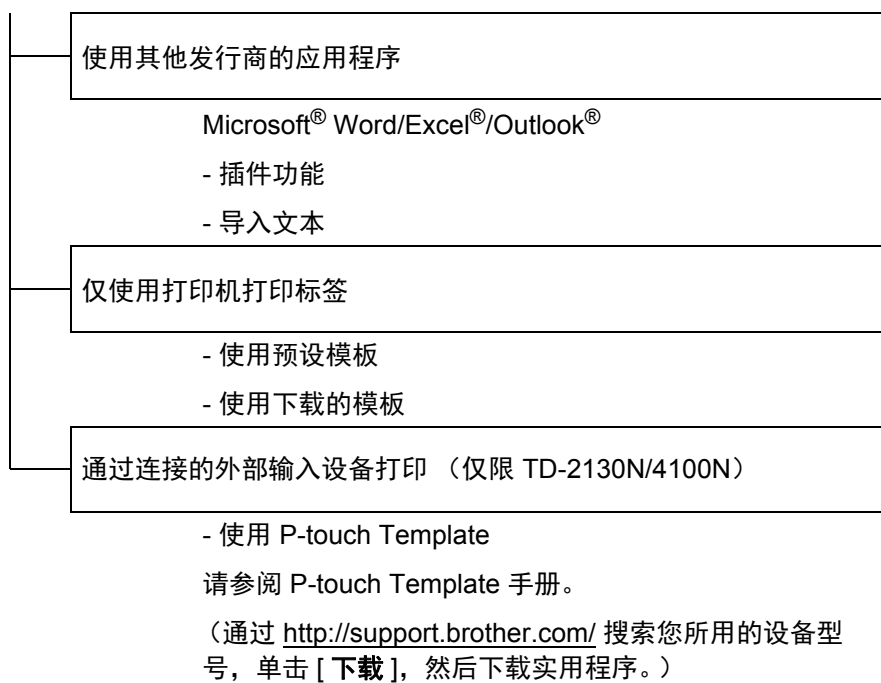 使用其他发行商的应用程序
Microsoft® Word/Excel®/Outlook®
- 插件功能
- 导入文本
仅使用打印机打印标签
- 使用预设模板
- 使用下载的模板
通过连接的外部输入设备打印 （仅限 TD-2130N/4100N）
- 使用 P-touch Template
请参阅 P-touch Template 手册。
（通过 http://support.brother.com/ 搜索您所用的设备型
号，单击 [ 下载 ]，然后下载实用程序。）